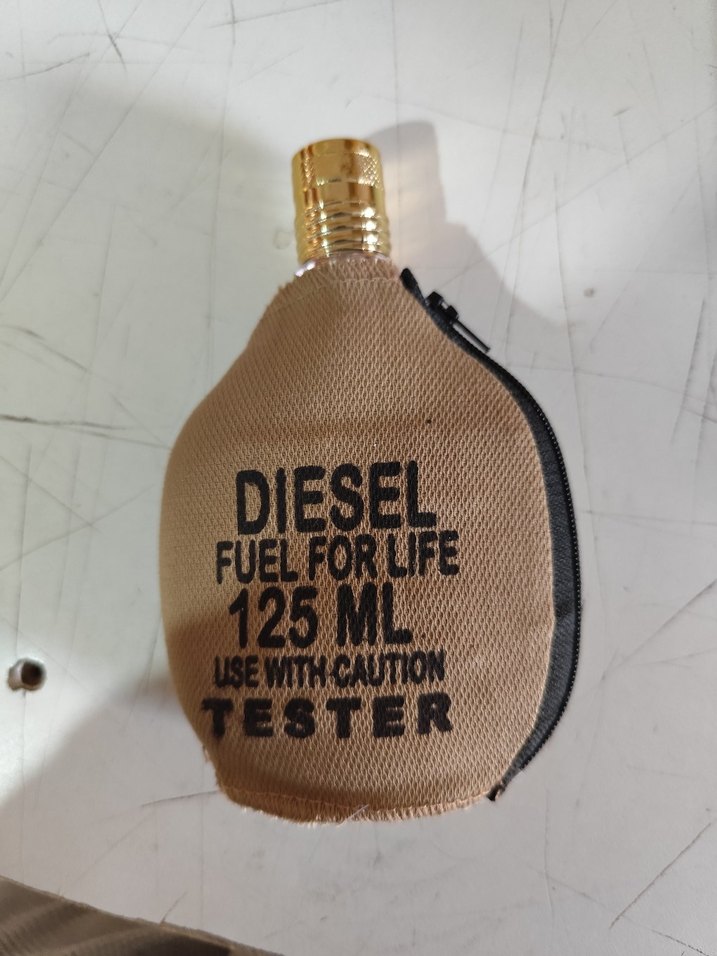 DIESEL
FUEL FOR LIFE
125 ML
USE WITH CAUTION
TESTER